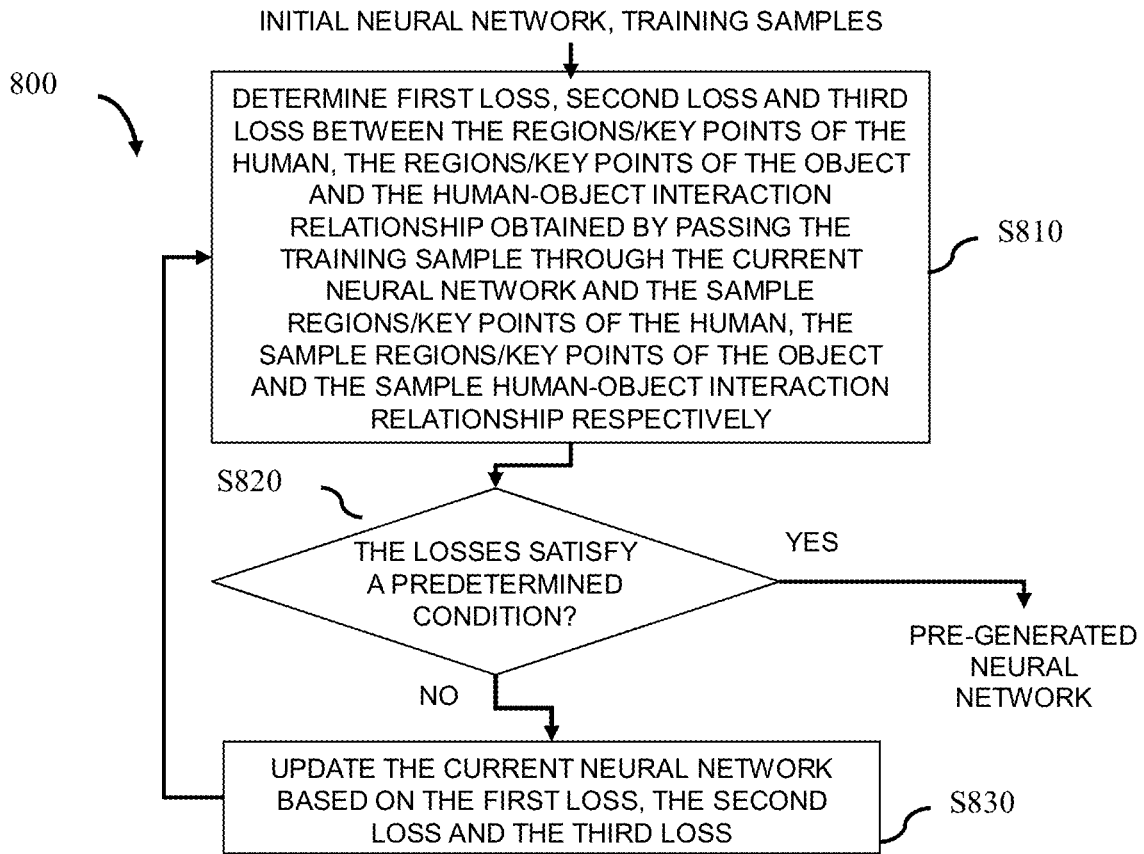 INITIAL NEURAL NETWORK, TRAINING SAMPLES
800
DETERMINE FIRST LOSS, SECOND LOSS AND THIRD
LOSS BETWEEN THE REGIONS/KEY POINTS OF THE
HUMAN, THE REGIONS/KEY POINTS OF THE OBJECT
AND THE HUMAN-OBJECT INTERACTION
RELATIONSHIP OBTAINED BY PASSING THE
TRAINING SAMPLE THROUGH THE CURRENT
NEURAL NETWORK AND THE SAMPLE
REGIONS/KEY POINTS OF THE HUMAN, THE
SAMPLE REGIONS/KEY POINTS OF THE OBJECT
AND THE SAMPLE HUMAN-OBJECT INTERACTION
RELATIONSHIP RESPECTIVELY
S810
S820
THE LOSSES SATISFY
A PREDETERMINED
CONDITION?
YES
PRE-GENERATED
NEURAL
NETWORK
NO
UPDATE THE CURRENT NEURAL NETWORK
BASED ON THE FIRST LOSS, THE SECOND
LOSS AND THE THIRD LOSS
S830